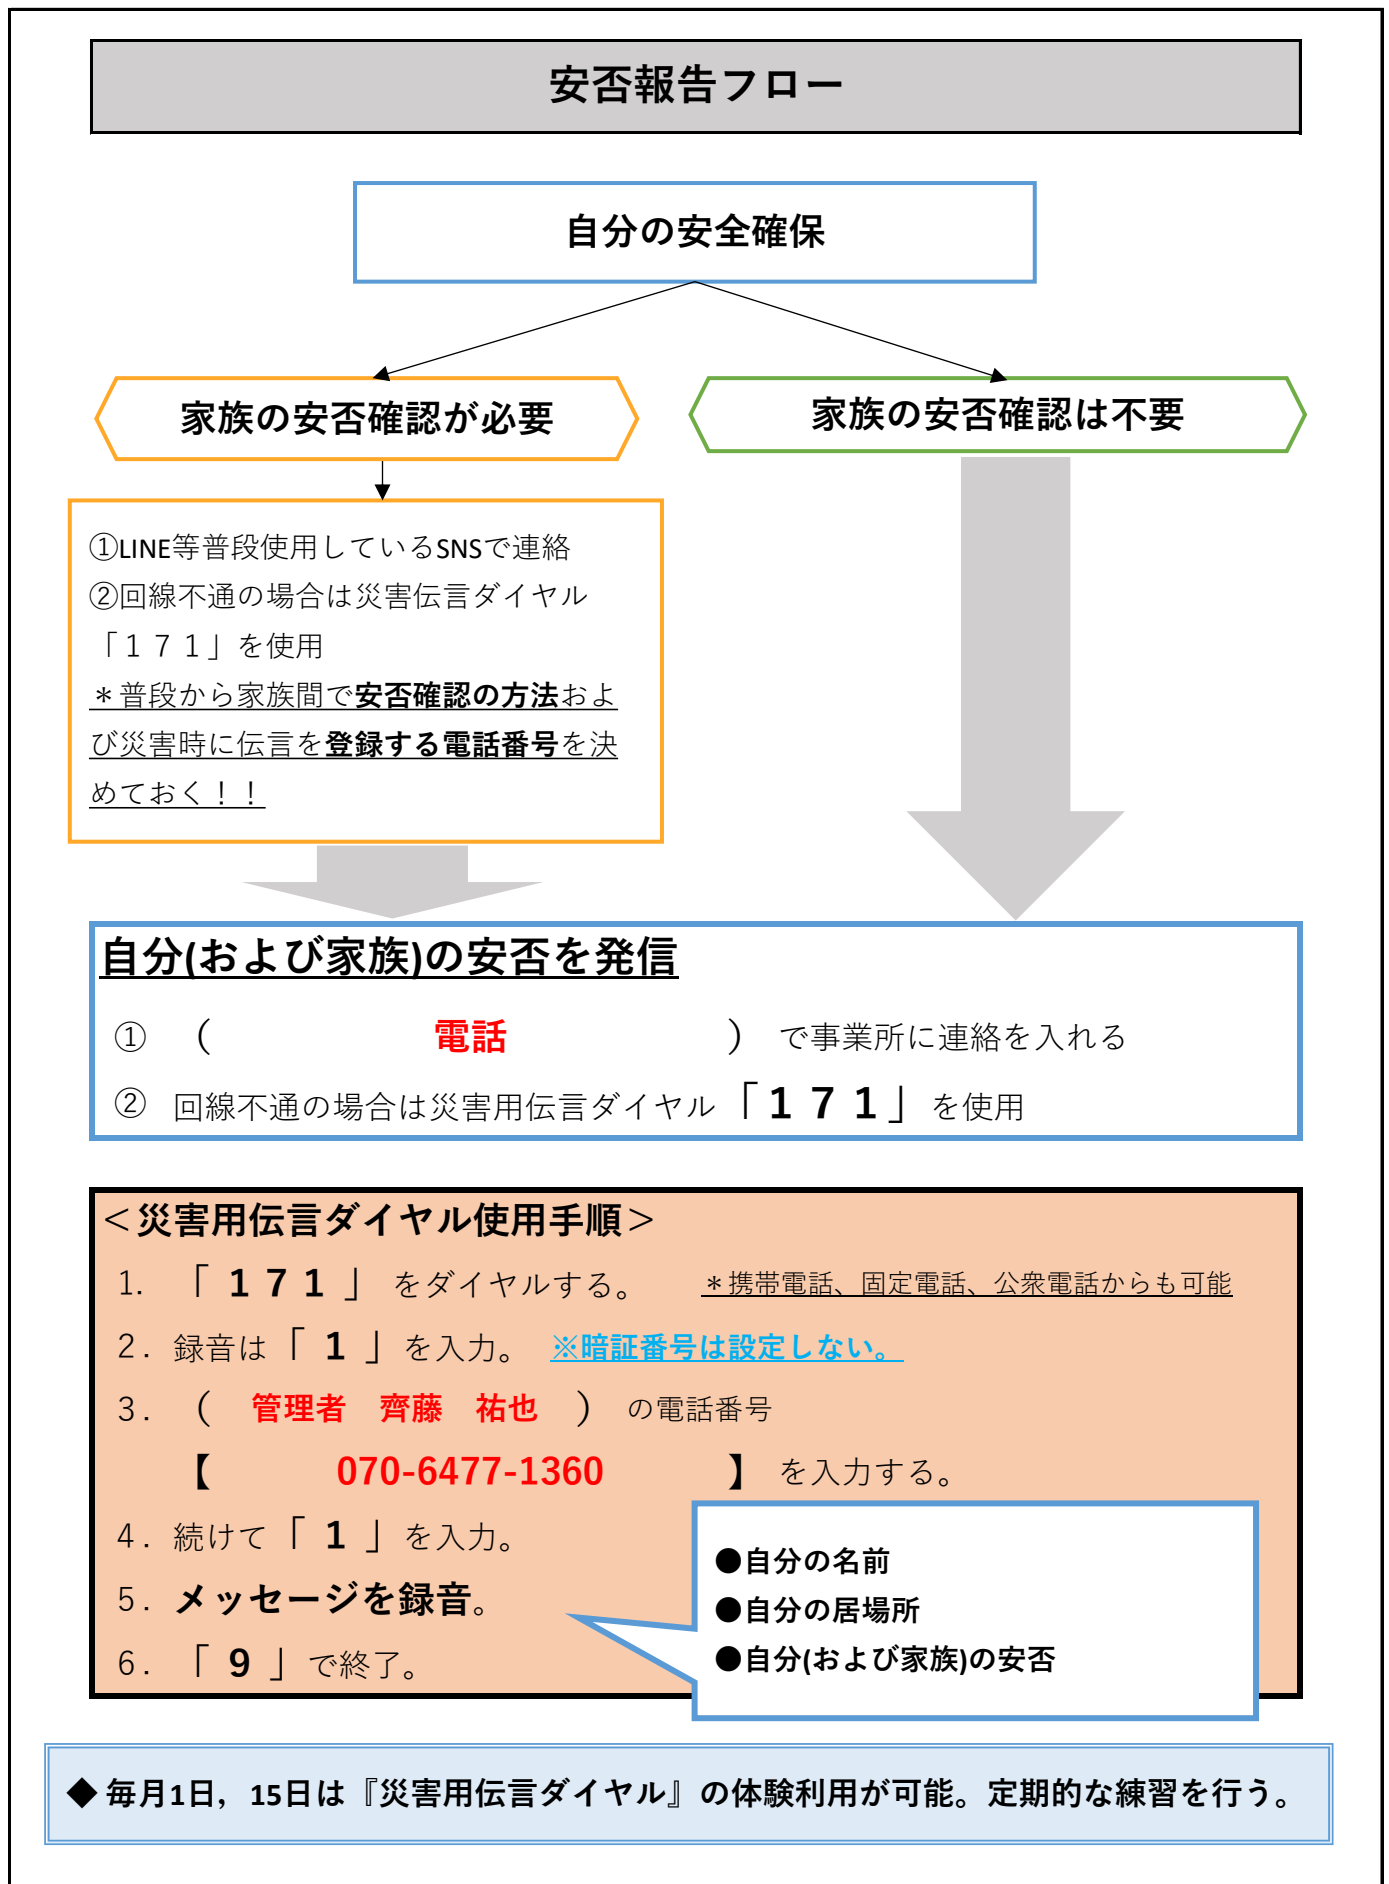 安否報告フロー
自分の安全確保
家族の安否確認が必要
家族の安否確認は不要
①LINE等普段使用しているSNSで連絡
②回線不通の場合は災害伝言ダイヤル
「１７１」を使用
＊普段から家族間で安否確認の方法およ
び災害時に伝言を登録する電話番号を決
めておく！！
自分(および家族)の安否を発信
① （ 電話 ） で事業所に連絡を入れる
② 回線不通の場合は災害用伝言ダイヤル「１７１」を使用
＜災害用伝言ダイヤル使用手順＞
1. 「１７１」をダイヤルする。 ＊携帯電話、固定電話、公衆電話からも可能
２. 録音は「１」を入力。 ※暗証番号は設定しない。
３. （ 管理者　齊藤　祐也 ） の電話番号
【 070-6477-1360 】 を入力する。
４. 続けて「１」を入力。
５. メッセージを録音。
６. 「９」で終了。
●自分の名前
●自分の居場所
●自分(および家族)の安否
◆ 毎月1日，15日は『災害用伝言ダイヤル』の体験利用が可能。定期的な練習を行う。